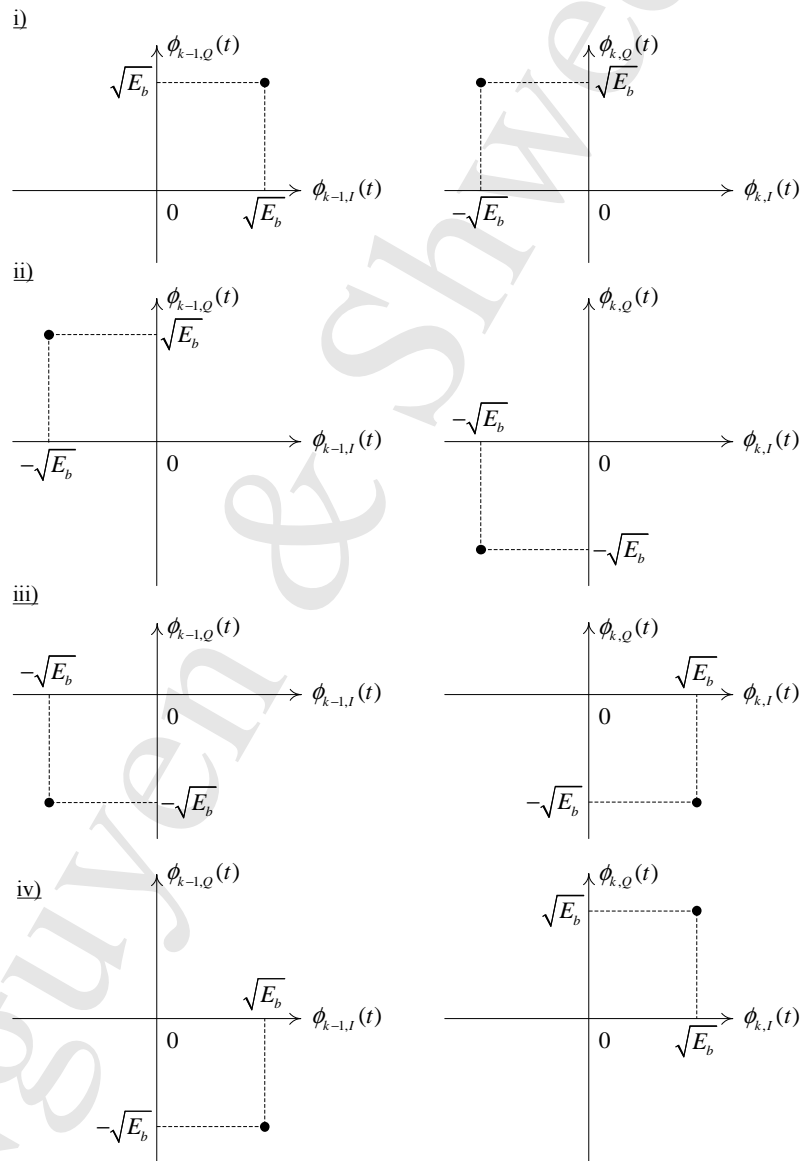 i)
ϕ_{k−1,Q}(t)
ϕ_{k,Q}(t)
√E_b
√E_b
ϕ_{k−1,I}(t)
ϕ_{k,I}(t)
0
√E_b
−√E_b
0
ii)
ϕ_{k−1,Q}(t)
ϕ_{k,Q}(t)
√E_b
−√E_b
ϕ_{k−1,I}(t)
ϕ_{k,I}(t)
−√E_b
0
0
−√E_b
iii)
ϕ_{k−1,Q}(t)
ϕ_{k,Q}(t)
−√E_b
√E_b
ϕ_{k−1,I}(t)
ϕ_{k,I}(t)
0
0
−√E_b
−√E_b
iv)
ϕ_{k−1,Q}(t)
ϕ_{k,Q}(t)
√E_b
√E_b
ϕ_{k−1,I}(t)
ϕ_{k,I}(t)
0
0
√E_b
−√E_b
guyen & Shwe